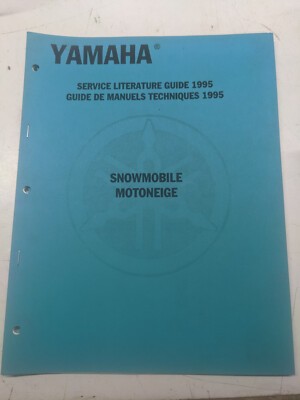 YAMAHA®
SERVICE LITERATURE GUIDE 1995
GUIDE DE MANUELS TECHNIQUES 1995
SNOWMOBILE
MOTONEIGE